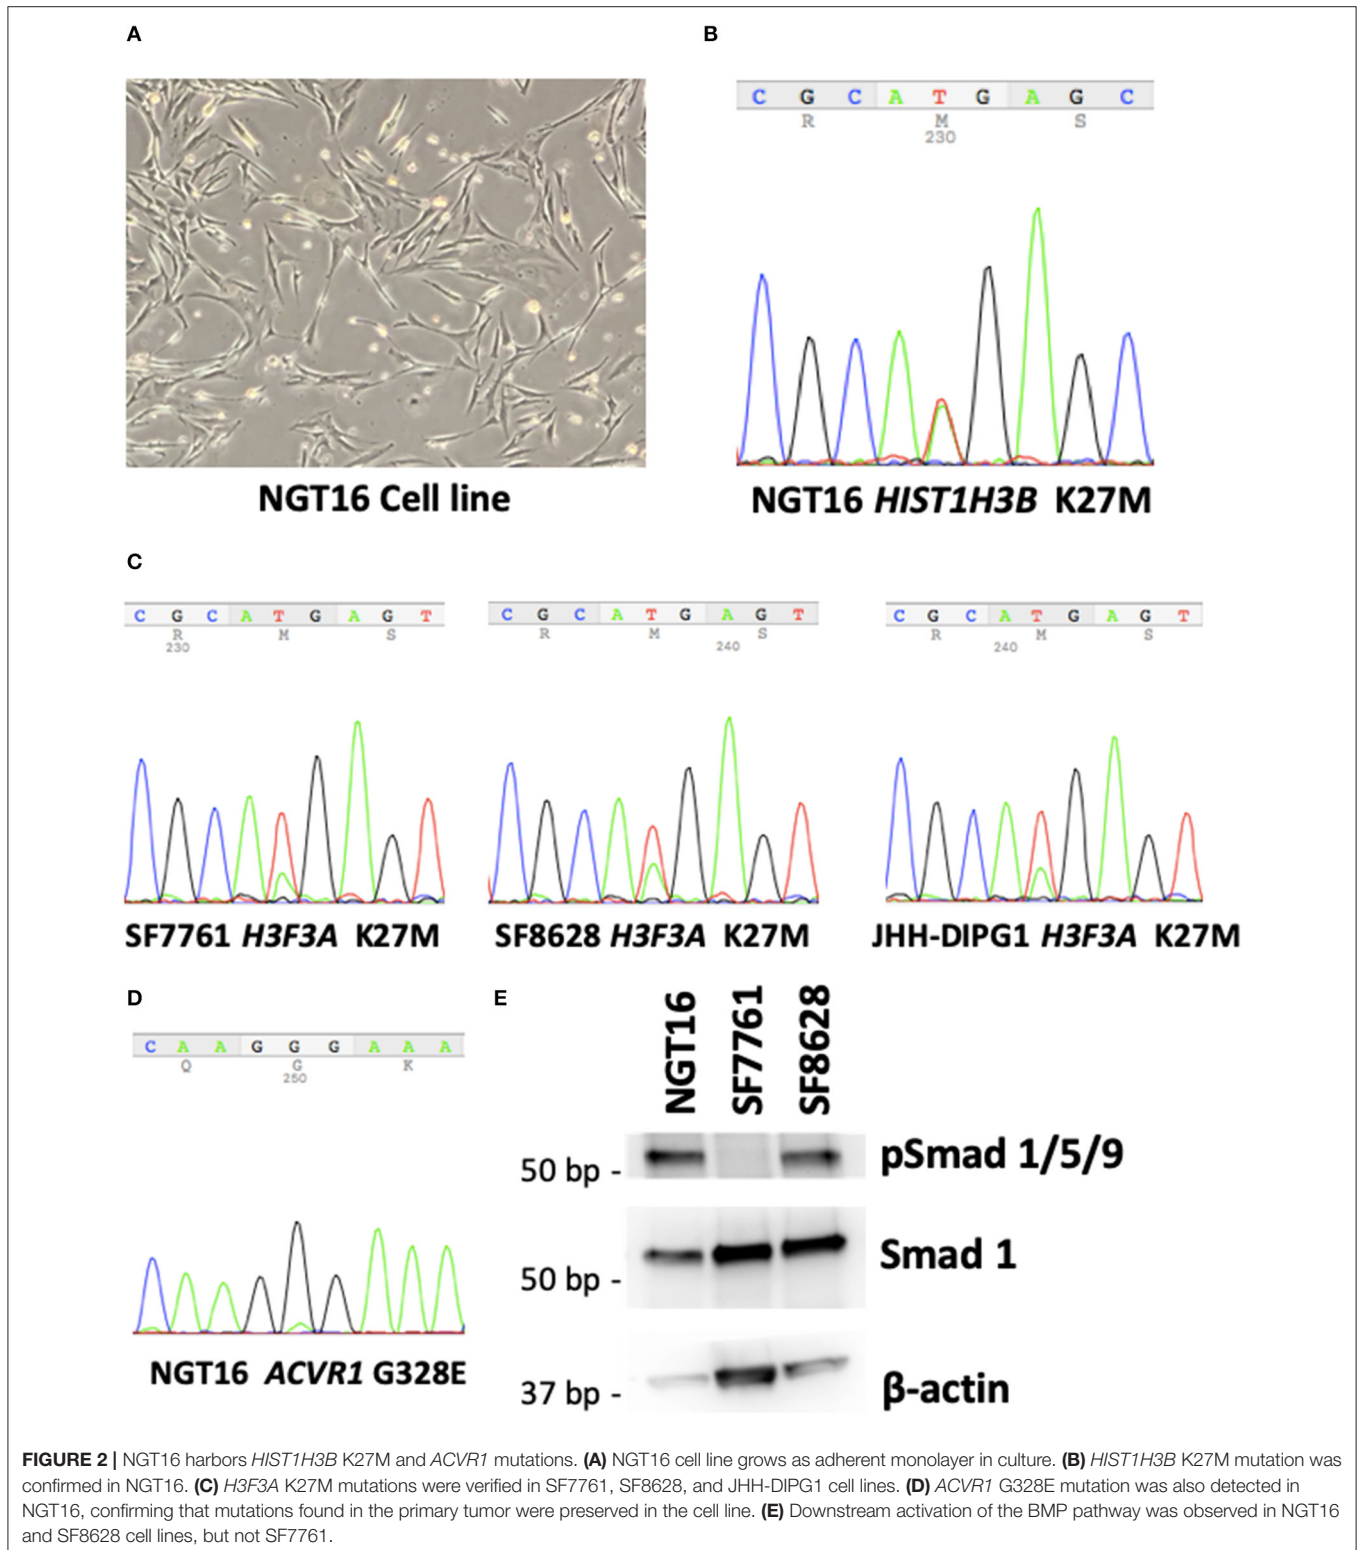 A
B
C G C A T G A G C
R M S
230
NGT16 Cell line
NGT16 HIST1H3B K27M
C
C G C A T G A G T
R M S
230
C G C A T G A G T
R M S
240
C G C A T G A G T
R M S
240
SF7761 H3F3A K27M
SF8628 H3F3A K27M
JHH-DIPG1 H3F3A K27M
D
C A A G G G A A A
Q G K
250
NGT16 ACVR1 G328E
E
NGT16
SF7761
SF8628
50 bp -
pSmad 1/5/9
50 bp -
Smad 1
37 bp -
β-actin
FIGURE 2 | NGT16 harbors HIST1H3B K27M and ACVR1 mutations. (A) NGT16 cell line grows as adherent monolayer in culture. (B) HIST1H3B K27M mutation was
confirmed in NGT16. (C) H3F3A K27M mutations were verified in SF7761, SF8628, and JHH-DIPG1 cell lines. (D) ACVR1 G328E mutation was also detected in
NGT16, confirming that mutations found in the primary tumor were preserved in the cell line. (E) Downstream activation of the BMP pathway was observed in NGT16
and SF8628 cell lines, but not SF7761.